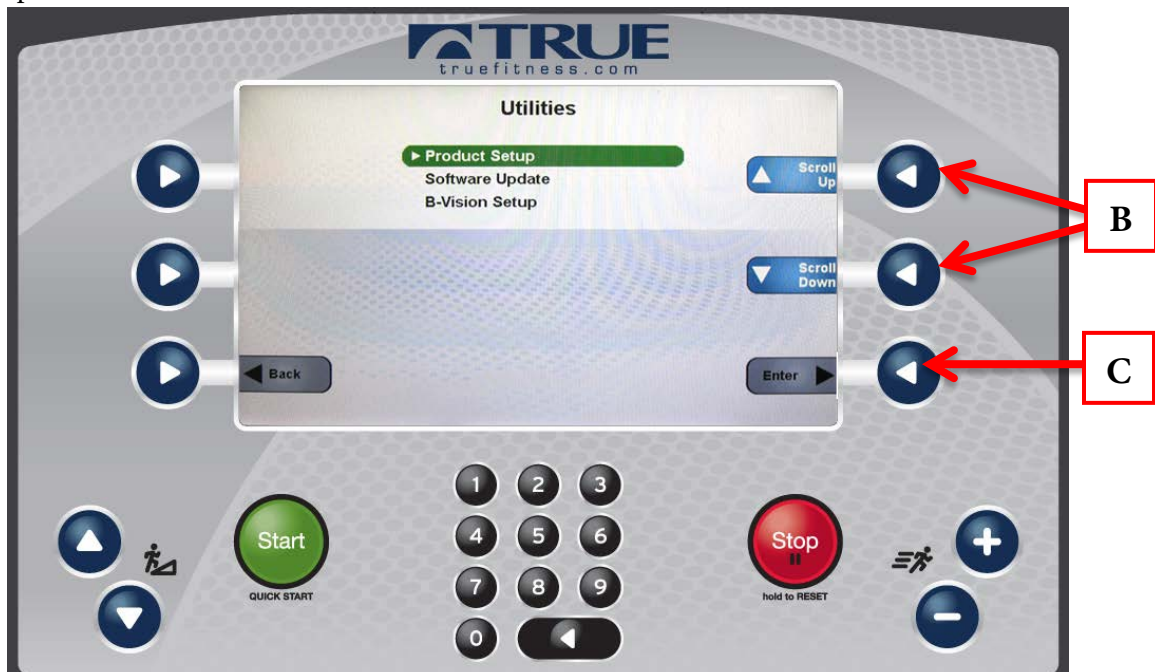 TRUE
truefitness.com
Utilities
Product Setup
Software Update
B-Vision Setup
Scroll
Up
Scroll
Down
Back
Enter
B
C
1 2 3
4 5 6
7 8 9
0
Start
QUICK START
Stop
hold to RESET